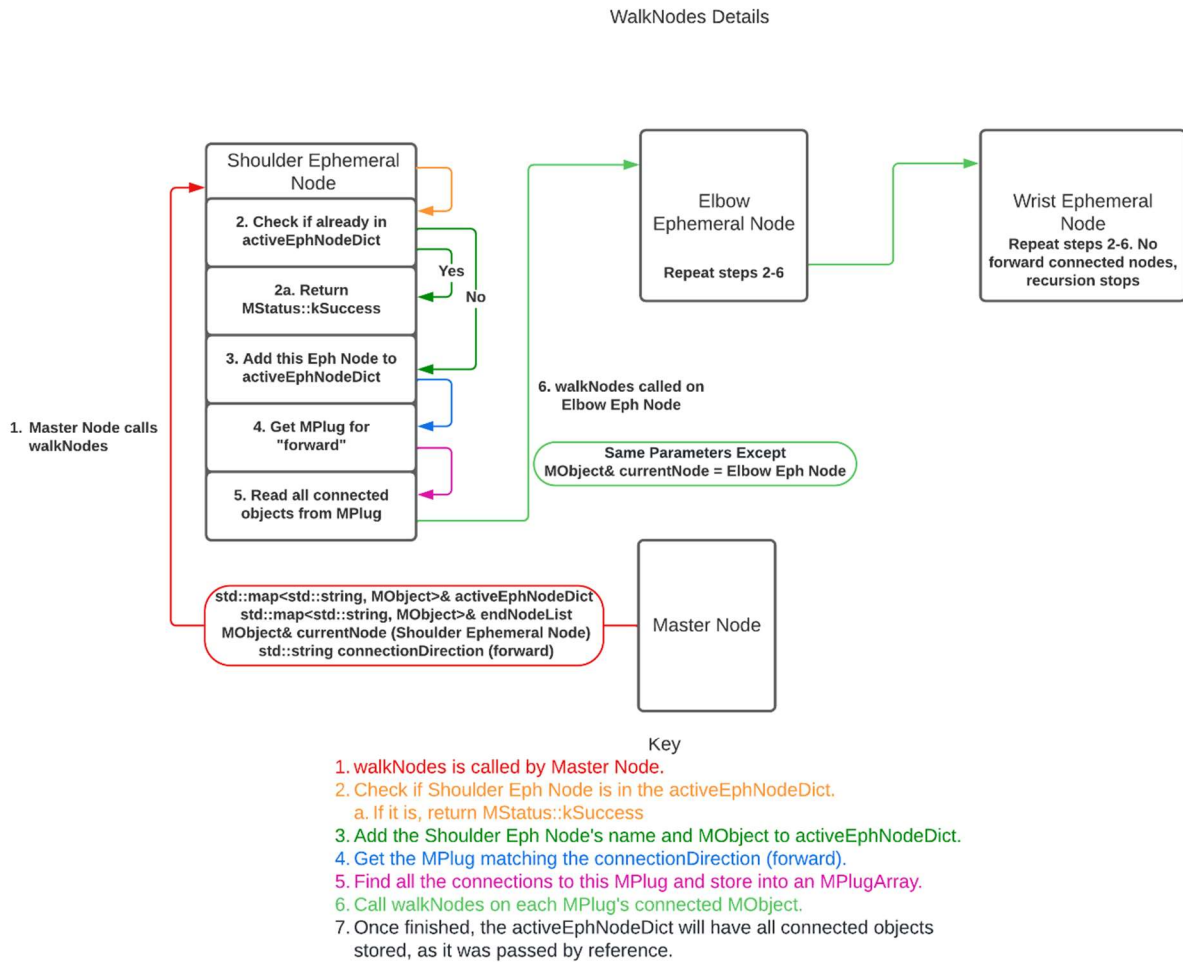 WalkNodes Details
Shoulder Ephemeral
Node
2. Check if already in
activeEphNodeDict
Yes
No
2a. Return
MStatus::kSuccess
3. Add this Eph Node to
activeEphNodeDict
4. Get MPlug for
"forward"
5. Read all connected
objects from MPlug
1. Master Node calls
walkNodes
Elbow
Ephemeral Node
Repeat steps 2-6
Wrist Ephemeral
Node
Repeat steps 2-6. No
forward connected nodes,
recursion stops
6. walkNodes called on
Elbow Eph Node
Same Parameters Except
MObject& currentNode = Elbow Eph Node
std::map<std::string, MObject>& activeEphNodeDict
std::map<std::string, MObject>& endNodeList
MObject& currentNode (Shoulder Ephemeral Node)
std::string connectionDirection (forward)
Master Node
Key
1. walkNodes is called by Master Node.
2. Check if Shoulder Eph Node is in the activeEphNodeDict.
a. If it is, return MStatus::kSuccess
3. Add the Shoulder Eph Node's name and MObject to activeEphNodeDict.
4. Get the MPlug matching the connectionDirection (forward).
5. Find all the connections to this MPlug and store into an MPlugArray.
6. Call walkNodes on each MPlug's connected MObject.
7. Once finished, the activeEphNodeDict will have all connected objects
stored, as it was passed by reference.